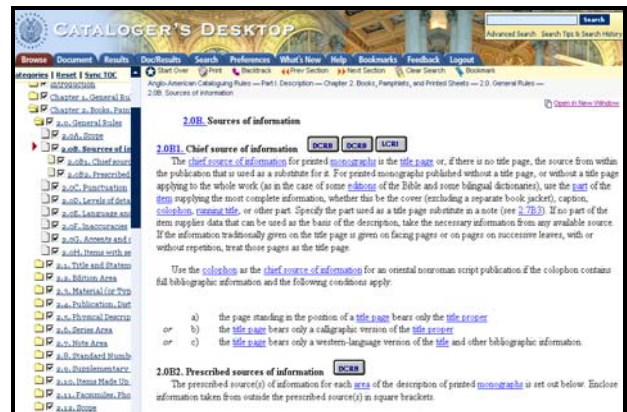 CATALOGER'S DESKTOP
Search
Advanced Search Search Tips & Search History
Browse Document Results Doc/Results Search Preferences What's New Help Bookmarks Feedback Logout
Categories | Reset | Sync TOC
Start Over Print Backtrack Prev Section Next Section Clear Search Bookmark
Anglo-American Cataloguing Rules — Part I. Description — Chapter 2. Books, Pamphlets, and Printed Sheets — 2.0. General Rules —
2.0B. Sources of information
Open in New Window
Introduction
Chapter 1. General Rul
Chapter 2. Books, Pam
2.0. General Rules
2.0A. Scope
2.0B. Sources of in
2.0B1. Chief sourc
2.0B2. Prescribed
2.0C. Punctuation
2.0D. Levels of deta
2.0E. Language and
2.0F. Inaccuracies
2.0G. Accents and o
2.0H. Items with se
2.1. Title and Statem
2.2. Edition Area
2.3. Material (or Typ
2.4. Publication, Dist
2.5. Physical Descrip
2.6. Series Area
2.7. Note Area
2.8. Standard Numb
2.9. Supplementary
2.10. Items Made Up
2.11. Facsimiles, Pho
2.12. Scope
2.0B. Sources of information
2.0B1. Chief source of information DCRB DCRB LCRI
The chief source of information for printed monographs is the title page or, if there is no title page, the source from within
the publication that is used as a substitute for it. For printed monographs published without a title page, or without a title page
applying to the whole work (as in the case of some editions of the Bible and some bilingual dictionaries), use the part of the
item supplying the most complete information, whether this be the cover (excluding a separate book jacket), caption,
colophon, running title, or other part. Specify the part used as a title page substitute in a note (see 2.7B3). If no part of the
item supplies data that can be used as the basis of the description, take the necessary information from any available source.
If the information traditionally given on the title page is given on facing pages or on pages on successive leaves, with or
without repetition, treat those pages as the title page.
Use the colophon as the chief source of information for an oriental nonroman script publication if the colophon contains
full bibliographic information and the following conditions apply:
a) the page standing in the position of a title page bears only the title proper
or b) the title page bears only a calligraphic version of the title proper
or c) the title page bears only a western-language version of the title and other bibliographic information.
2.0B2. Prescribed sources of information DCRB
The prescribed source(s) of information for each area of the description of printed monographs is set out below. Enclose
information taken from outside the prescribed source(s) in square brackets.